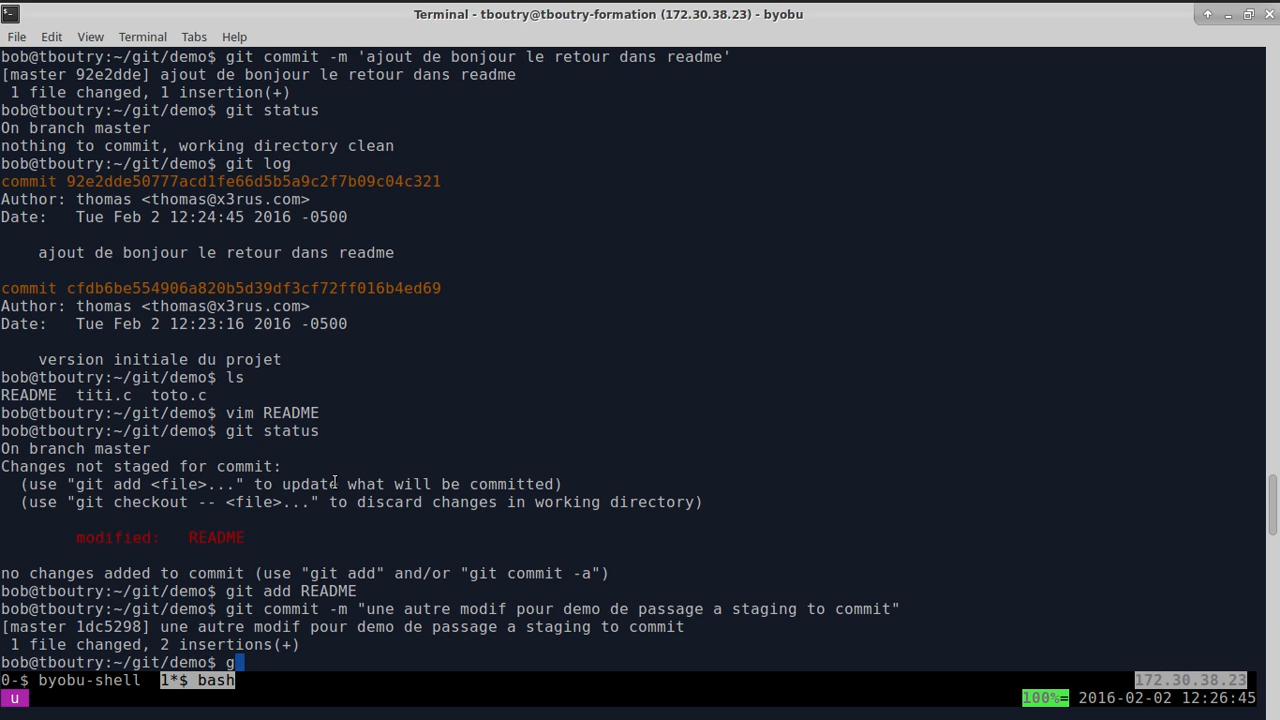 Terminal - tboutry@tboutry-formation (172.30.38.23) - byobu
File Edit View Terminal Tabs Help
bob@tboutry:~/git/demo$ git commit -m 'ajout de bonjour le retour dans readme'
[master 92e2dde] ajout de bonjour le retour dans readme
 1 file changed, 1 insertion(+)
bob@tboutry:~/git/demo$ git status
On branch master
nothing to commit, working directory clean
bob@tboutry:~/git/demo$ git log
commit 92e2dde50777acd1fe66d5b5a9c2f7b09c04c321
Author: thomas <thomas@x3rus.com>
Date:   Tue Feb 2 12:24:45 2016 -0500
    ajout de bonjour le retour dans readme
commit cfdb6be554906a820b5d39df3cf72ff016b4ed69
Author: thomas <thomas@x3rus.com>
Date:   Tue Feb 2 12:23:16 2016 -0500
    version initiale du projet
bob@tboutry:~/git/demo$ ls
README  titi.c  toto.c
bob@tboutry:~/git/demo$ vim README
bob@tboutry:~/git/demo$ git status
On branch master
Changes not staged for commit:
  (use "git add <file>..." to update what will be committed)
  (use "git checkout -- <file>..." to discard changes in working directory)
        modified:   README
no changes added to commit (use "git add" and/or "git commit -a")
bob@tboutry:~/git/demo$ git add README
bob@tboutry:~/git/demo$ git commit -m "une autre modif pour demo de passage a staging to commit"
[master 1dc5298] une autre modif pour demo de passage a staging to commit
 1 file changed, 2 insertions(+)
bob@tboutry:~/git/demo$ g
0-$ byobu-shell  1*$ bash 172.30.38.23
u 100%= 2016-02-02 12:26:45